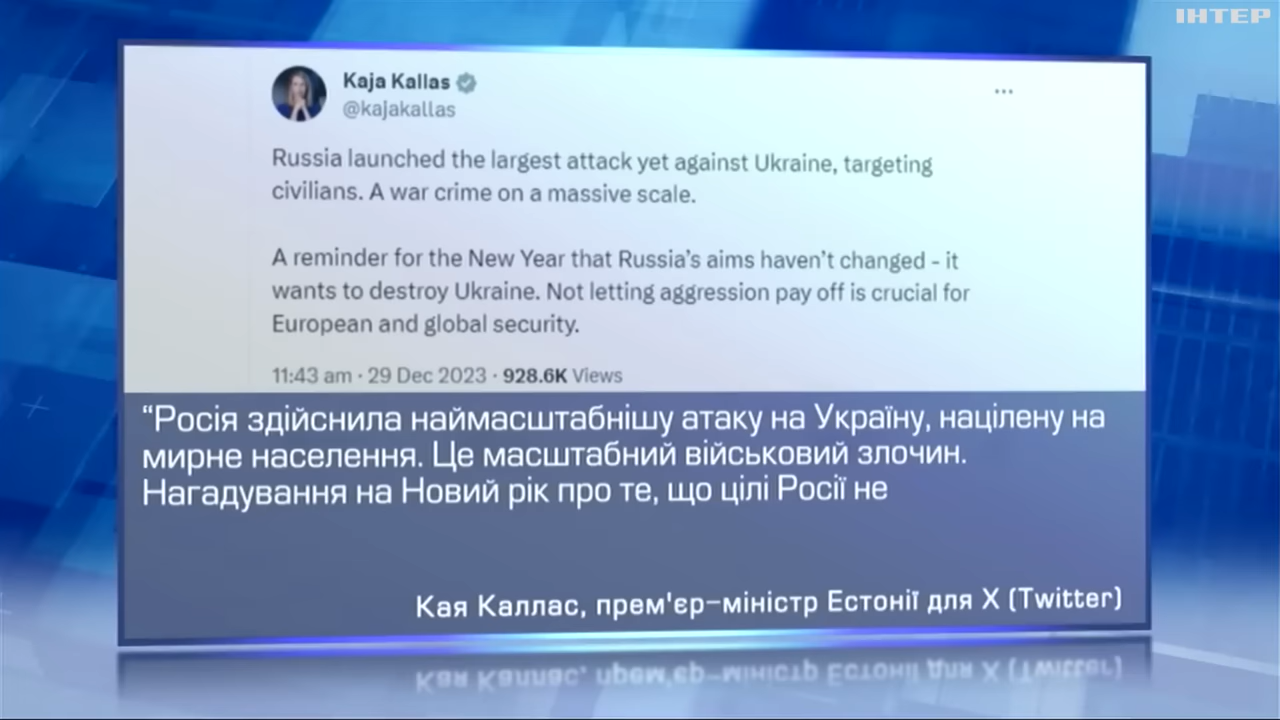 ІНТЕР
Kaja Kallas
@kajakallas
...
Russia launched the largest attack yet against Ukraine, targeting
civilians. A war crime on a massive scale.
A reminder for the New Year that Russia's aims haven't changed - it
wants to destroy Ukraine. Not letting aggression pay off is crucial for
European and global security.
11:43 am · 29 Dec 2023 · 928.6K Views
“Росія здійснила наймасштабнішу атаку на Україну, націлену на
мирне населення. Це масштабний військовий злочин.
Нагадування на Новий рік про те, що цілі Росії не
Кая Каллас, прем'єр-міністр Естонії для X (Twitter)